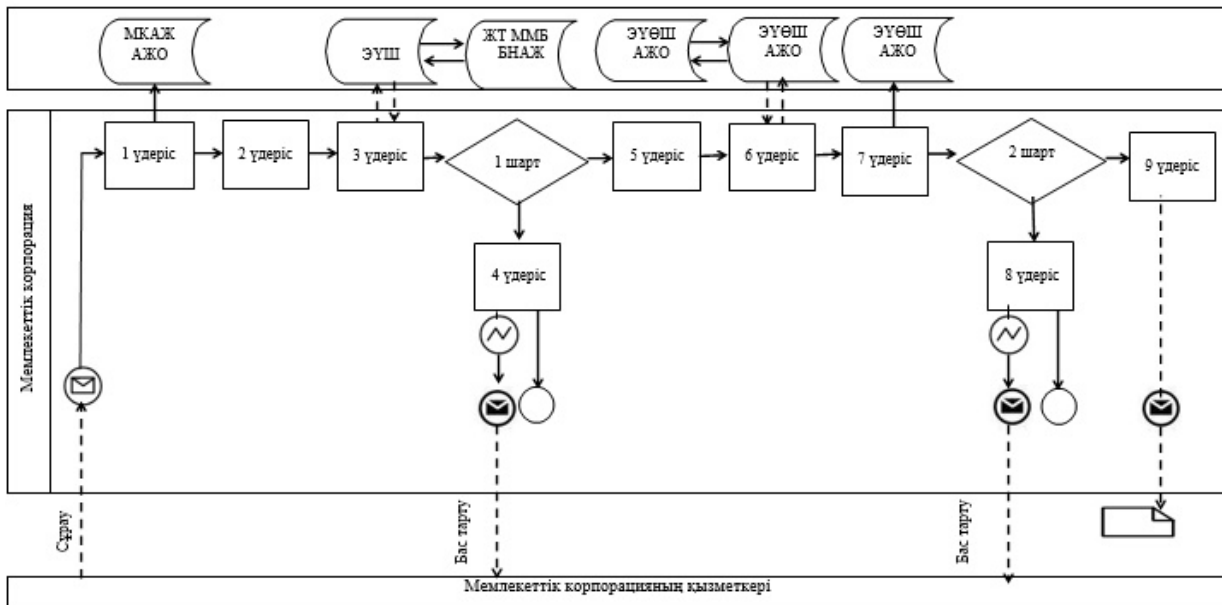 МКАЖ
АЖО
ЭҮШ
ЖТ ММБ
БНАЖ
ЭҮӨШ
АЖО
ЭҮӨШ
АЖО
ЭҮӨШ
АЖО
Мемлекеттік корпорация
1 үдеріс
2 үдеріс
3 үдеріс
1 шарт
5 үдеріс
6 үдеріс
7 үдеріс
2 шарт
9 үдеріс
4 үдеріс
8 үдеріс
Сұрау
Бас тарту
Бас тарту
Мемлекеттік корпорацияның қызметкері